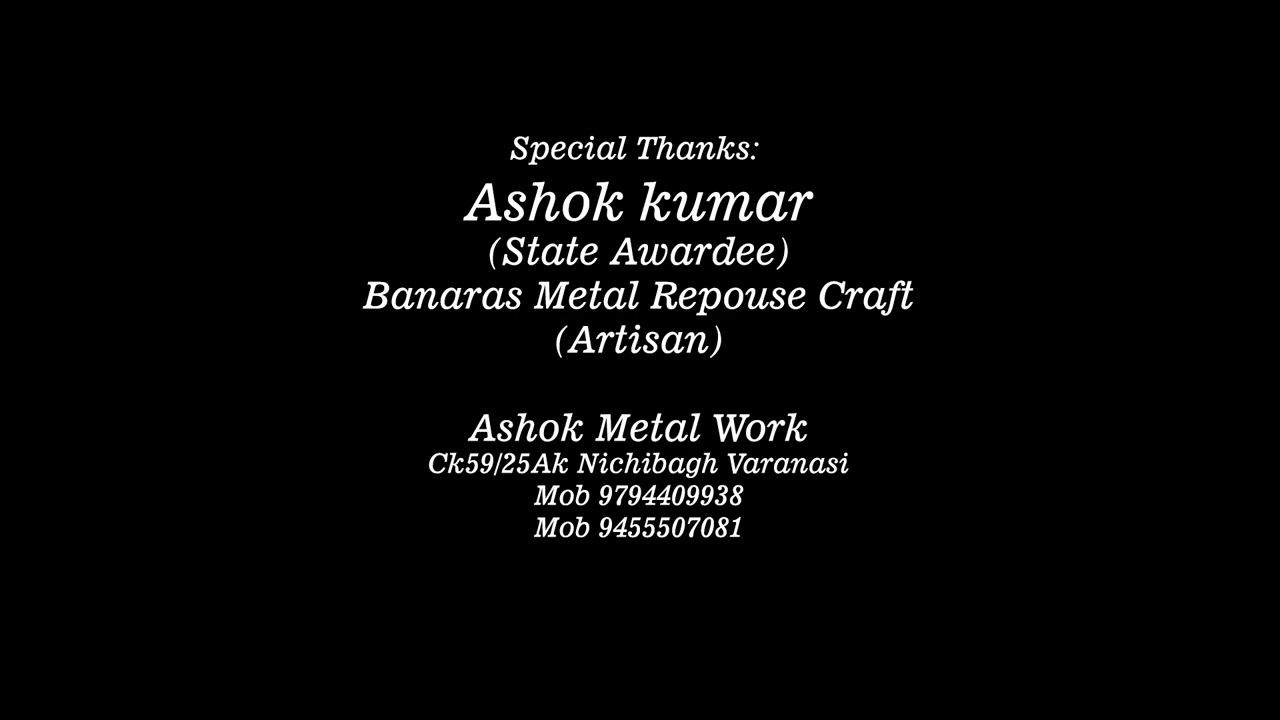 Special Thanks:
Ashok kumar
(State Awardee)
Banaras Metal Repouse Craft
(Artisan)
Ashok Metal Work
Ck59/25Ak Nichibagh Varanasi
Mob 9794409938
Mob 9455507081